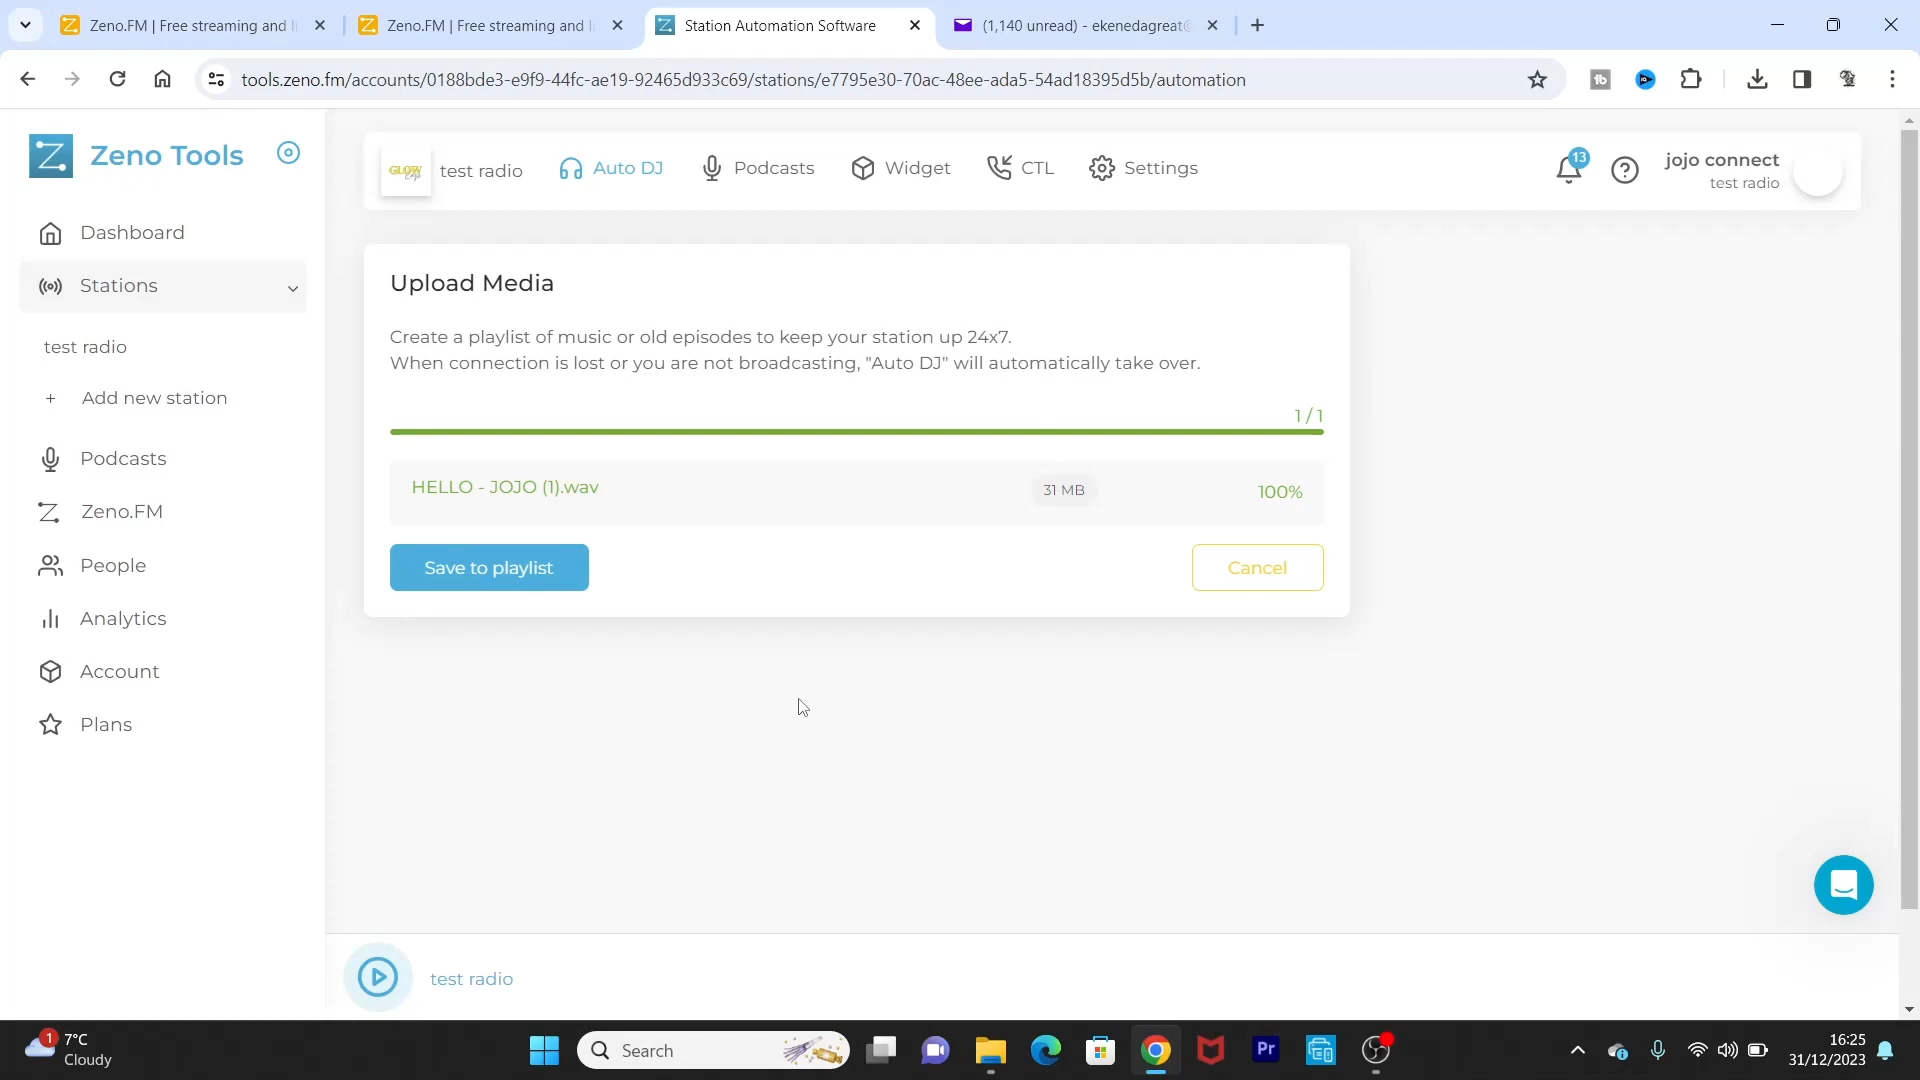 Zeno.FM | Free streaming and li
Zeno.FM | Free streaming and li
Station Automation Software
(1,140 unread) - ekenedagreat@
tools.zeno.fm/accounts/0188bde3-e9f9-44fc-ae19-92465d933c69/stations/e7795e30-70ac-48ee-ada5-54ad18395d5b/automation
Zeno Tools
GLOW
test radio
Auto DJ
Podcasts
Widget
CTL
Settings
13
jojo connect
test radio
Dashboard
Stations
test radio
+ Add new station
Podcasts
Zeno.FM
People
Analytics
Account
Plans
Upload Media
Create a playlist of music or old episodes to keep your station up 24x7.
When connection is lost or you are not broadcasting, "Auto DJ" will automatically take over.
1 / 1
HELLO - JOJO (1).wav
31 MB
100%
Save to playlist
Cancel
test radio
1
7°C
Cloudy
Search
Pr
16:25
31/12/2023